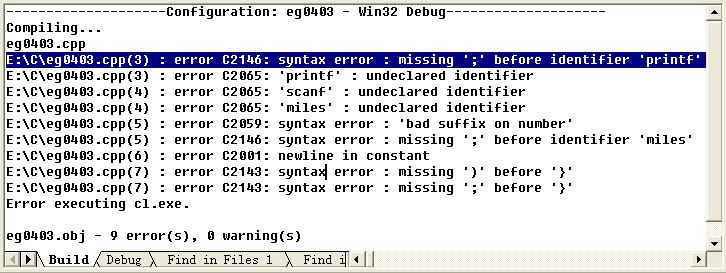 --------------------Configuration: eg0403 - Win32 Debug--------------------
Compiling...
eg0403.cpp
E:\C\eg0403.cpp(3) : error C2146: syntax error : missing ';' before identifier 'printf'
E:\C\eg0403.cpp(3) : error C2065: 'printf' : undeclared identifier
E:\C\eg0403.cpp(4) : error C2065: 'scanf' : undeclared identifier
E:\C\eg0403.cpp(4) : error C2065: 'miles' : undeclared identifier
E:\C\eg0403.cpp(5) : error C2059: syntax error : 'bad suffix on number'
E:\C\eg0403.cpp(5) : error C2146: syntax error : missing ';' before identifier 'miles'
E:\C\eg0403.cpp(6) : error C2001: newline in constant
E:\C\eg0403.cpp(7) : error C2143: syntax error : missing ')' before '}'
E:\C\eg0403.cpp(7) : error C2143: syntax error : missing ';' before '}'
Error executing cl.exe.
eg0403.obj - 9 error(s), 0 warning(s)
Build Debug Find in Files 1 Find i